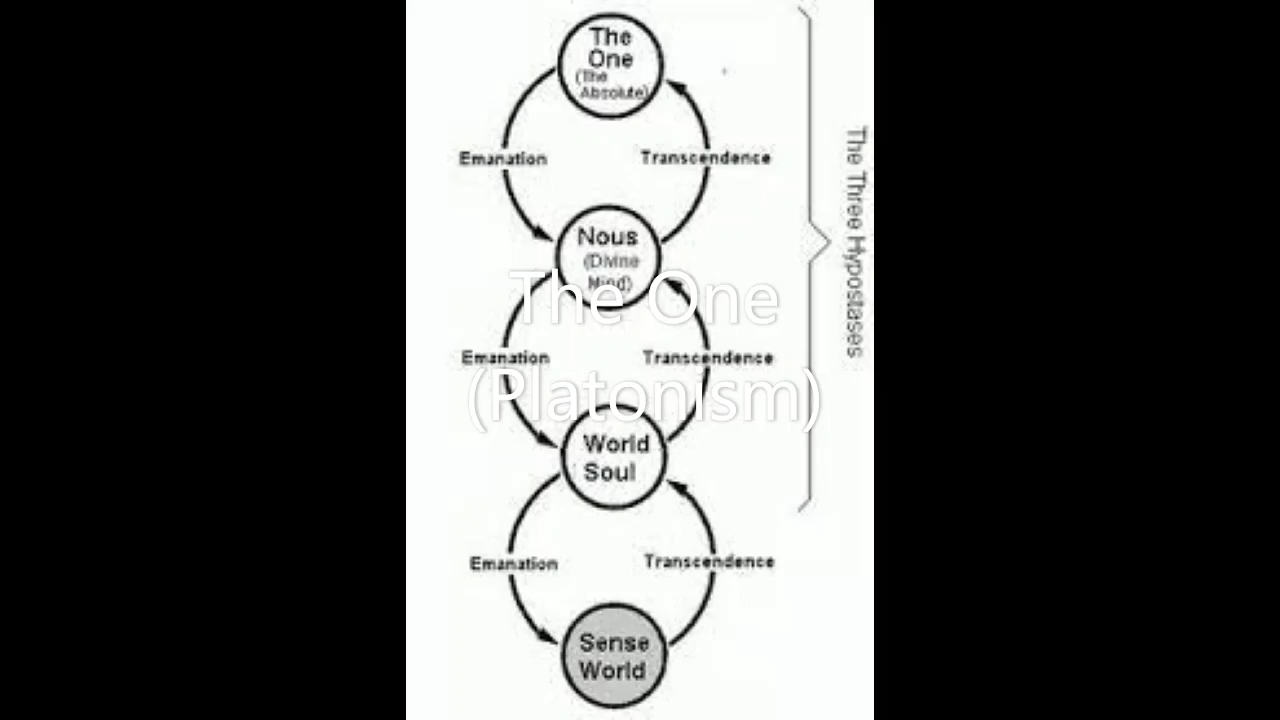 The
One
(The
Absolute)
Emanation
Transcendence
Nous
(Divine
Mind)
The One
Emanation
Transcendence
(Platonism)
World
Soul
Emanation
Transcendence
Sense
World
The Three Hypostases